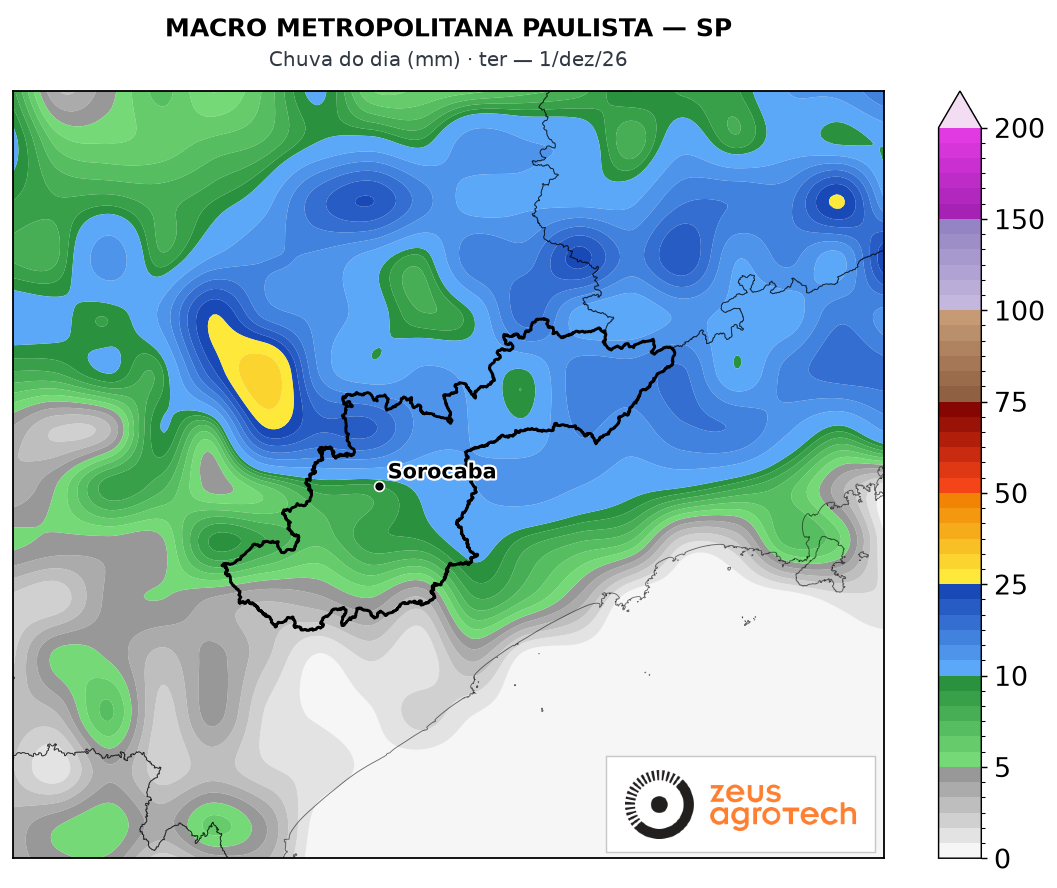 MACRO METROPOLITANA PAULISTA — SP
Chuva do dia (mm) · ter — 1/dez/26
200
150
100
75
50
25
10
5
0
Sorocaba
zeus
agrotech